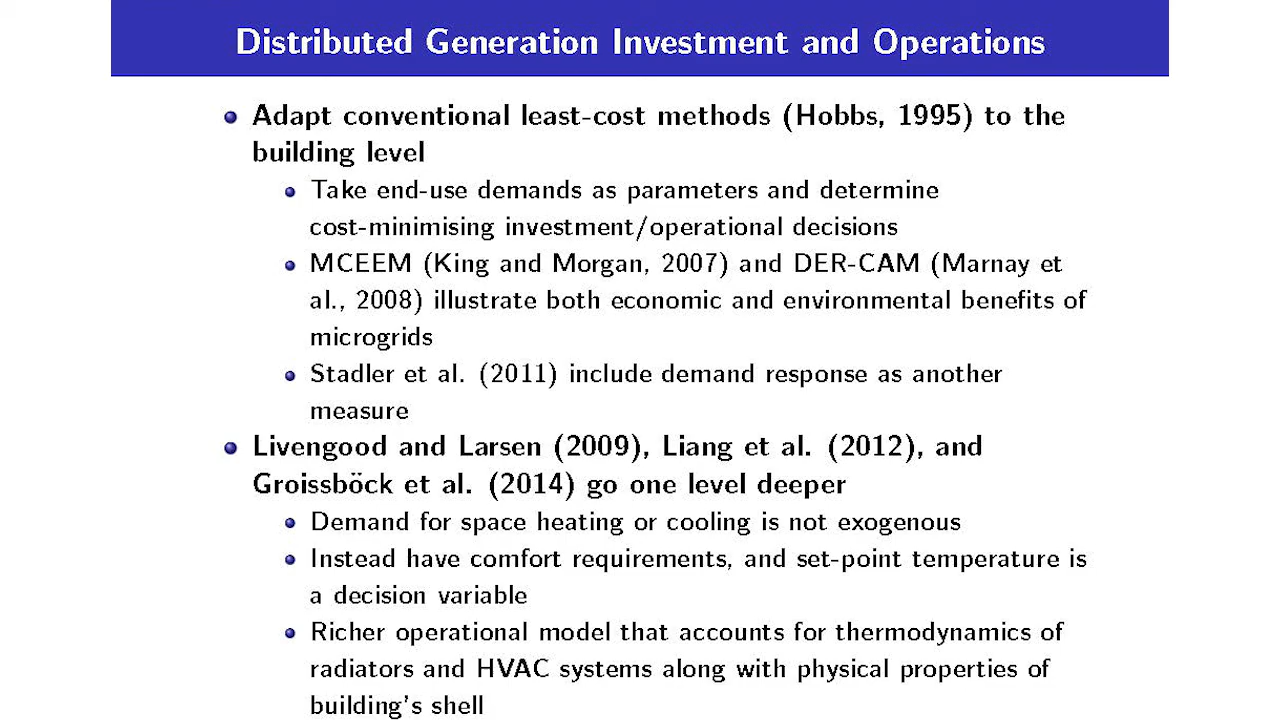 Distributed Generation Investment and Operations
Adapt conventional least-cost methods (Hobbs, 1995) to the
building level
Take end-use demands as parameters and determine
cost-minimising investment/operational decisions
MCEEM (King and Morgan, 2007) and DER-CAM (Marnay et
al., 2008) illustrate both economic and environmental benefits of
microgrids
Stadler et al. (2011) include demand response as another
measure
Livengood and Larsen (2009), Liang et al. (2012), and
Groissböck et al. (2014) go one level deeper
Demand for space heating or cooling is not exogenous
Instead have comfort requirements, and set-point temperature is
a decision variable
Richer operational model that accounts for thermodynamics of
radiators and HVAC systems along with physical properties of
building's shell